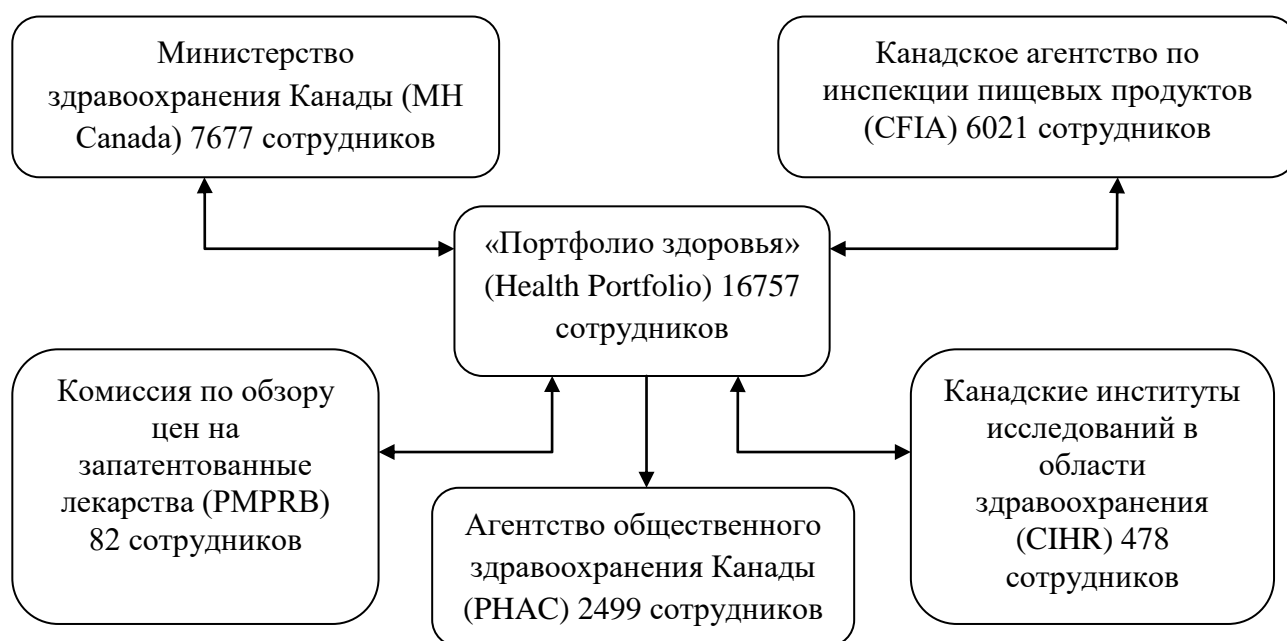 Министерство
здравоохранения Канады (МН
Canada) 7677 сотрудников
Канадское агентство по
инспекции пищевых продуктов
(CFIA) 6021 сотрудников
«Портфолио здоровья»
(Health Portfolio) 16757
сотрудников
Комиссия по обзору
цен на
запатентованные
лекарства (PMPRB)
82 сотрудников
Агентство общественного
здравоохранения Канады
(PHAC) 2499 сотрудников
Канадские институты
исследований в
области
здравоохранения
(CIHR) 478
сотрудников